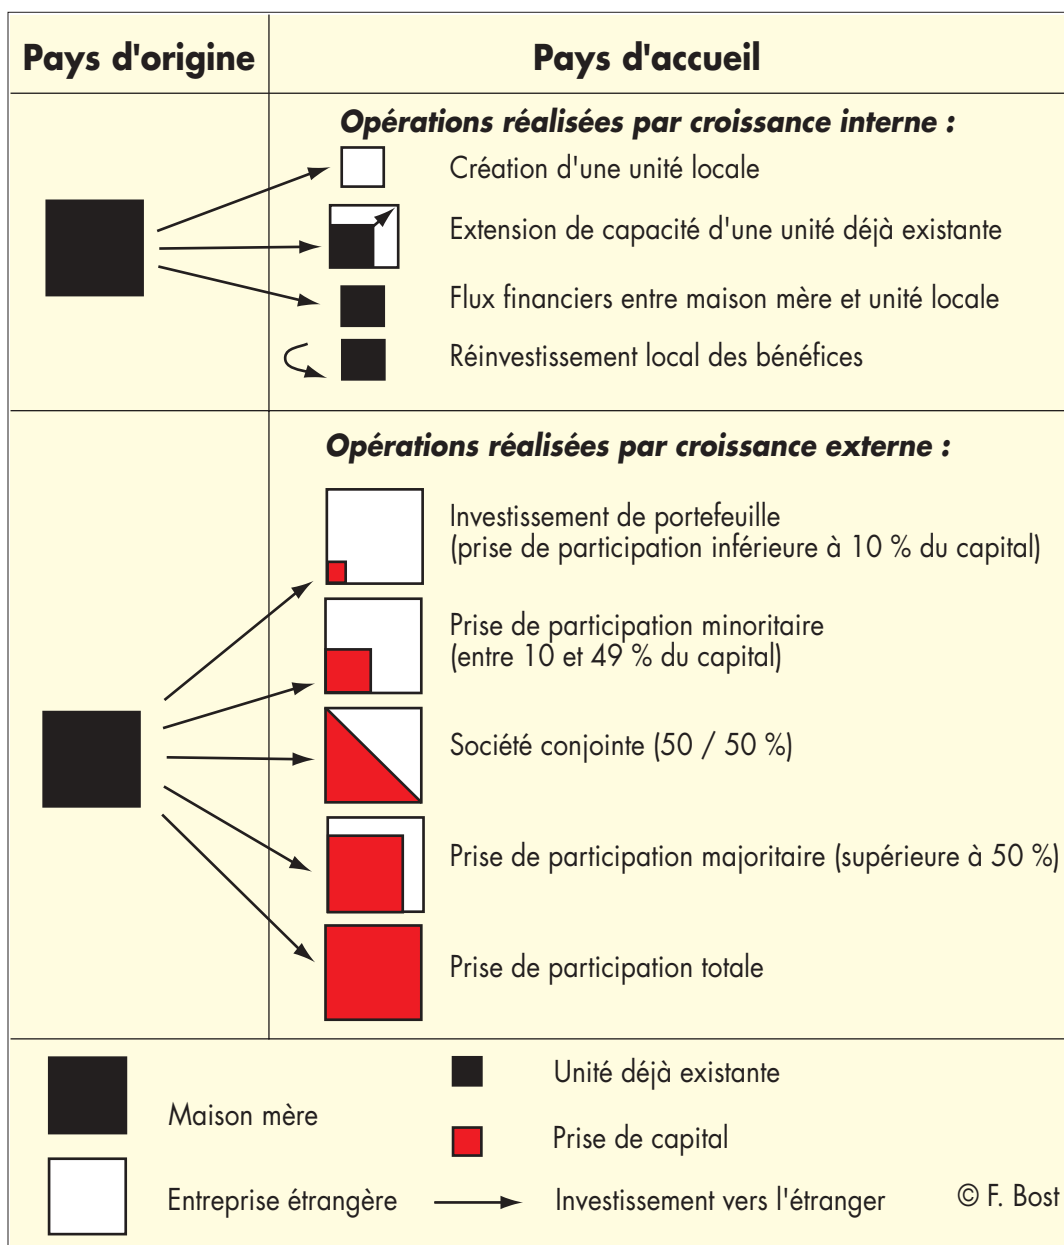 Pays d'origine
Pays d'accueil
Opérations réalisées par croissance interne :
Création d'une unité locale
Extension de capacité d'une unité déjà existante
Flux financiers entre maison mère et unité locale
Réinvestissement local des bénéfices
Opérations réalisées par croissance externe :
Investissement de portefeuille
(prise de participation inférieure à 10 % du capital)
Prise de participation minoritaire
(entre 10 et 49 % du capital)
Société conjointe (50 / 50 %)
Prise de participation majoritaire (supérieure à 50 %)
Prise de participation totale
Maison mère
Unité déjà existante
Prise de capital
Entreprise étrangère
Investissement vers l'étranger
© F. Bost